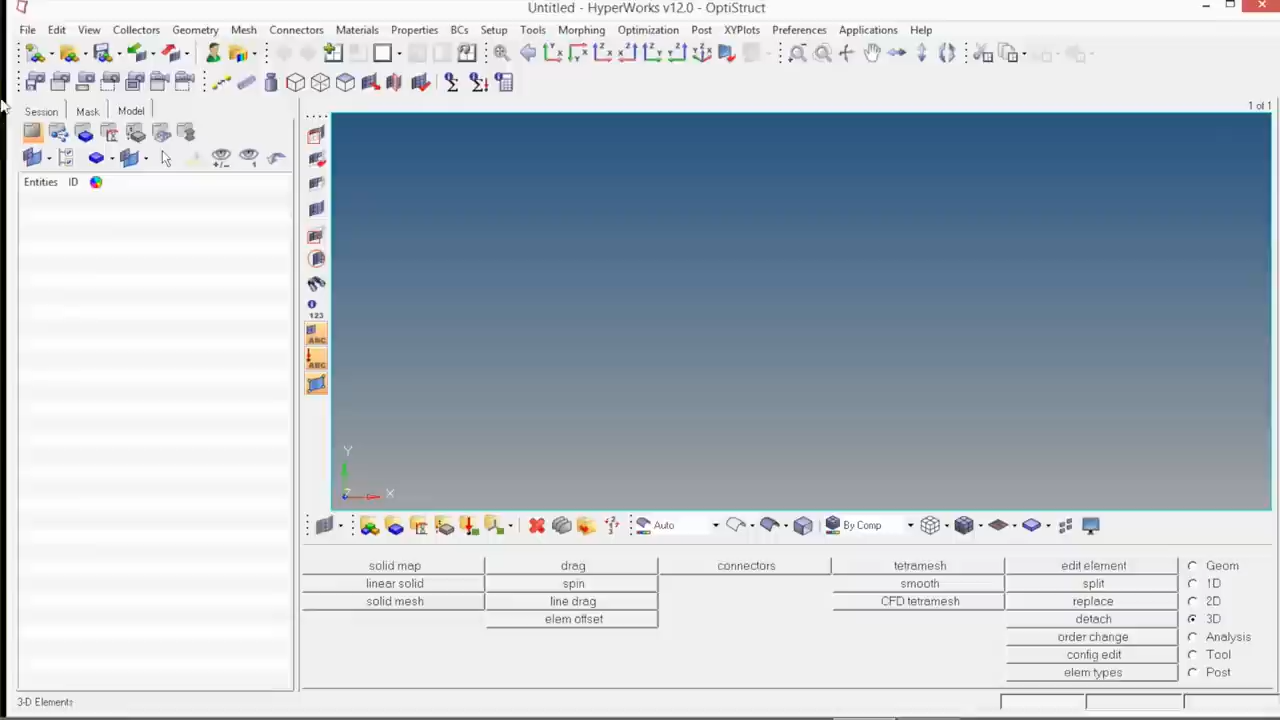 Untitled - HyperWorks v12.0 - OptiStruct
File Edit View Collectors Geometry Mesh Connectors Materials Properties BCs Setup Tools Morphing Optimization Post XYPlots Preferences Applications Help
Session Mask Model
1 of 1
Entities ID
123
ABC
ABC
Y
Z X
Auto By Comp
solid map drag connectors tetramesh edit element Geom
linear solid spin smooth split 1D
solid mesh line drag CFD tetramesh replace 2D
elem offset detach 3D
order change Analysis
config edit Tool
elem types Post
3-D Elements